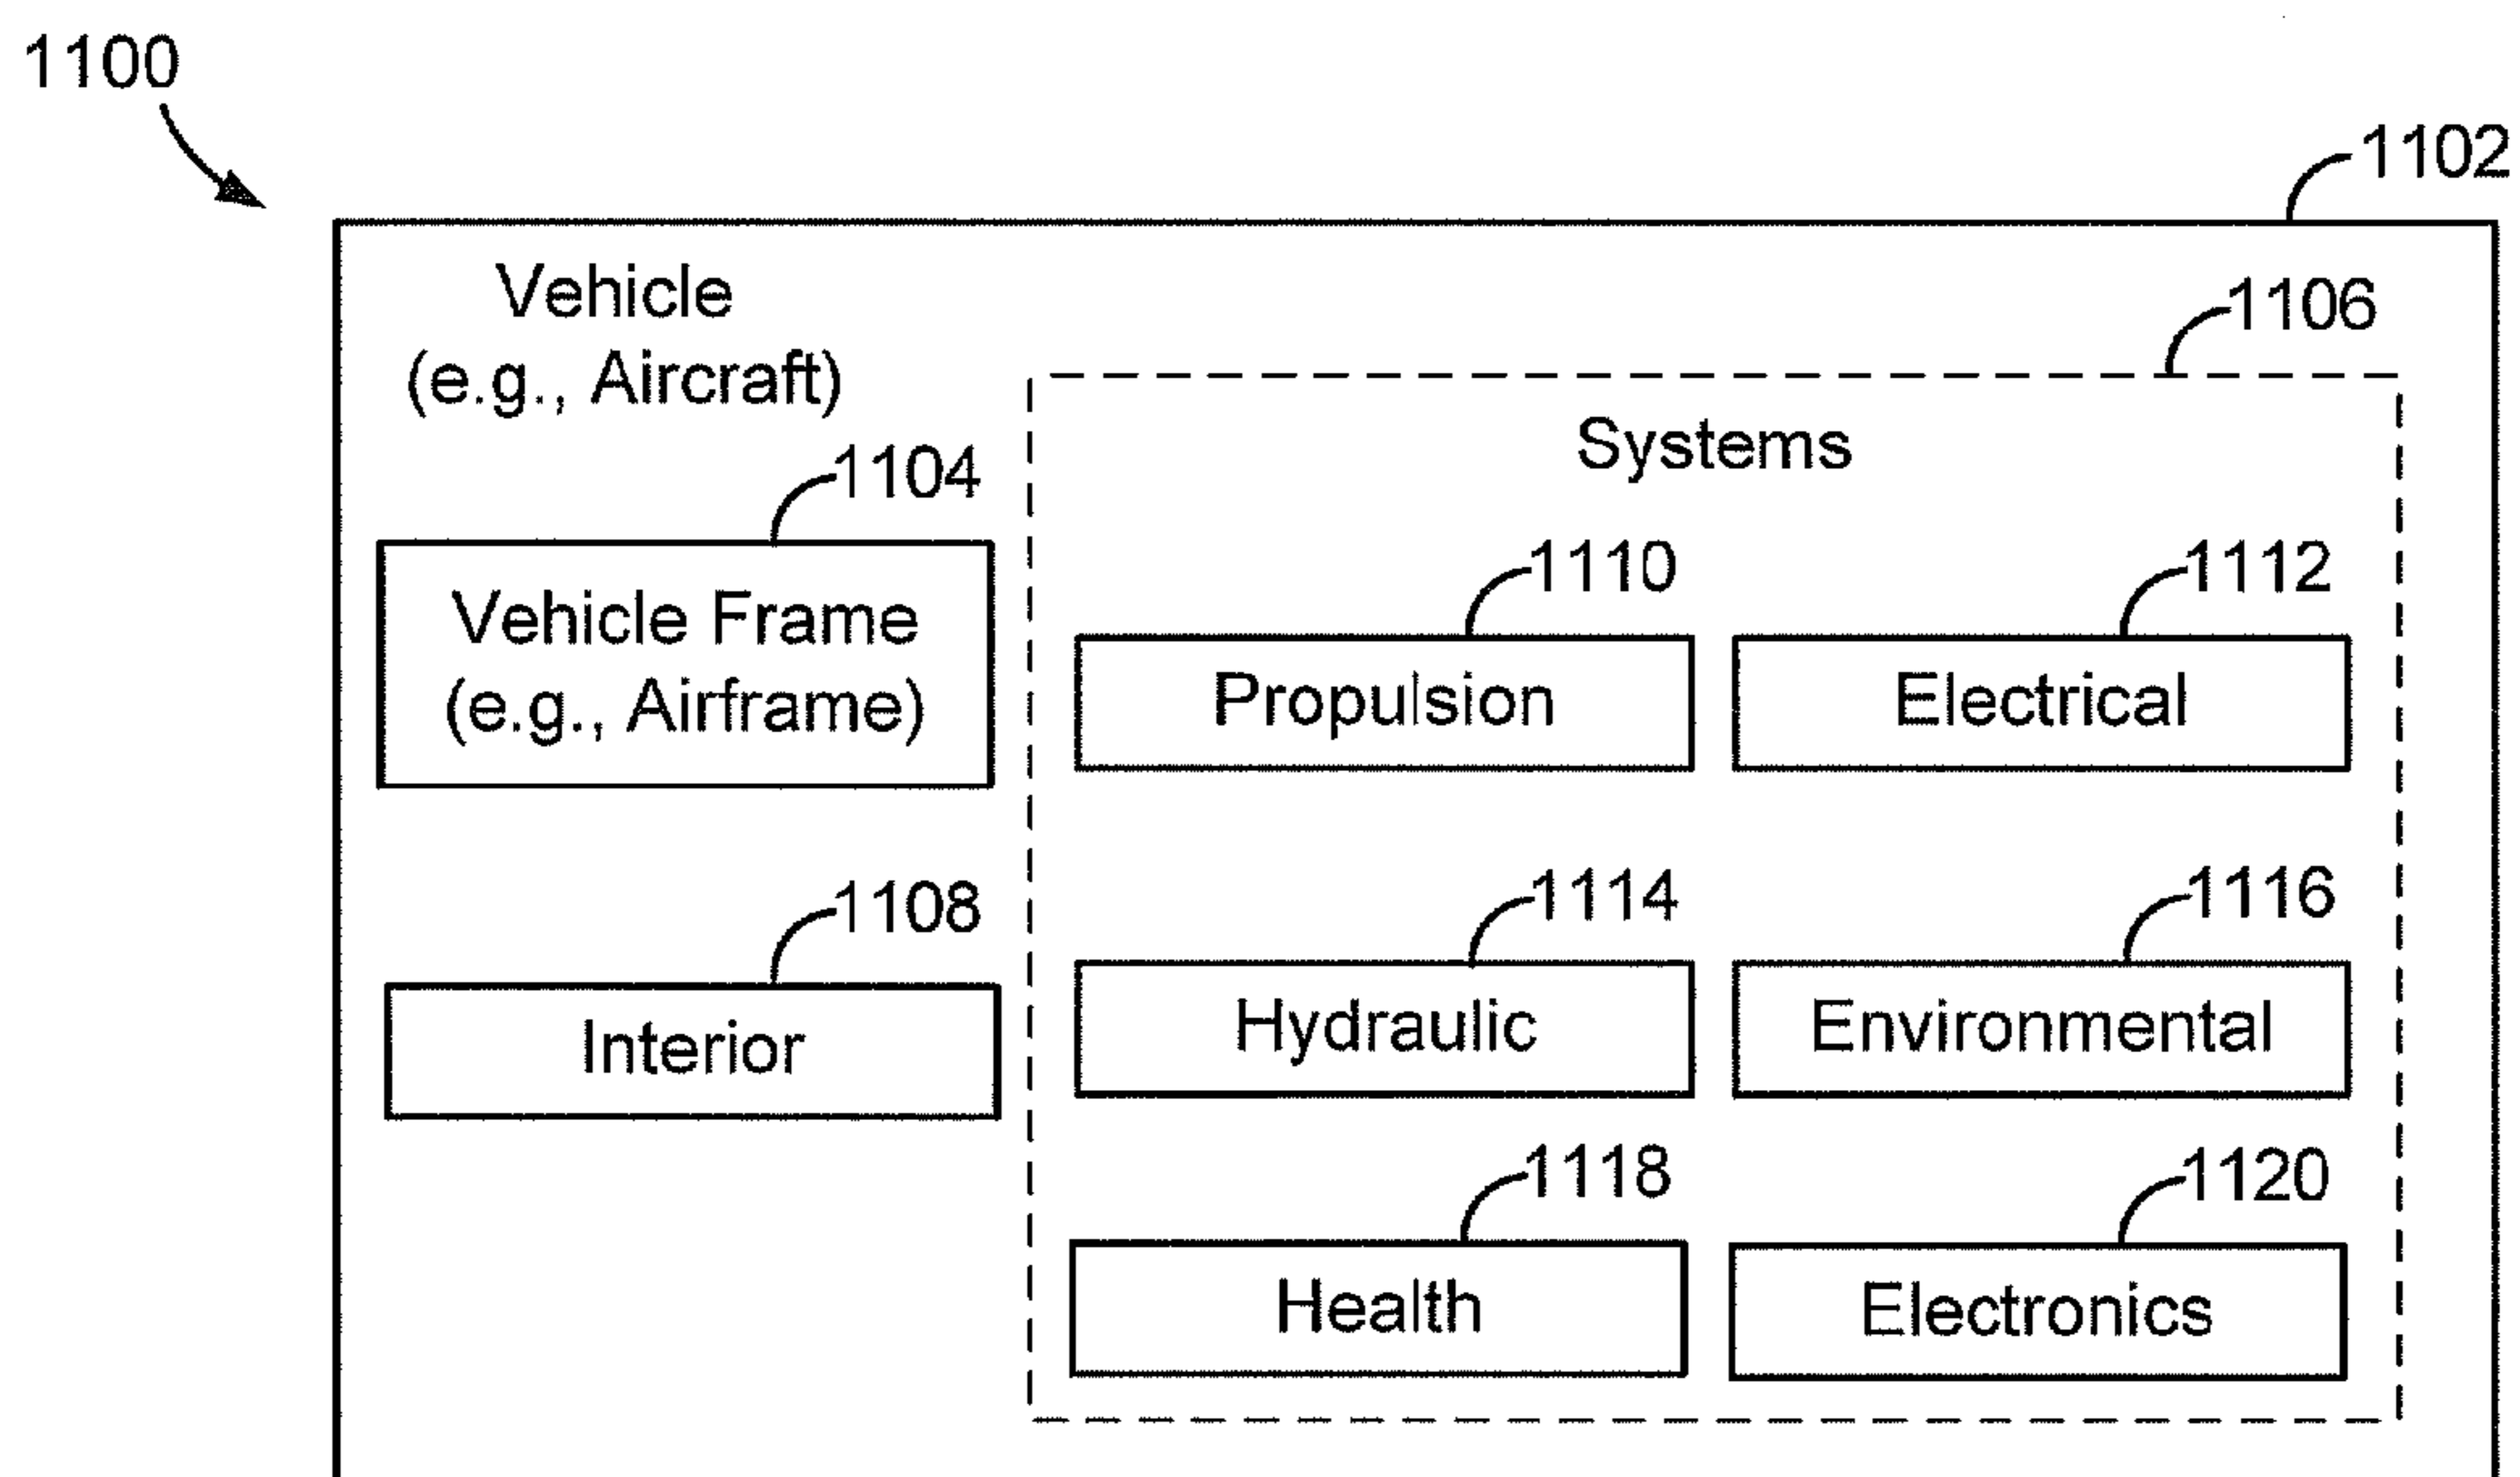 1100
1102
Vehicle
(e.g., Aircraft)
1106
Systems
1104
Vehicle Frame
(e.g., Airframe)
1110
1112
Propulsion
Electrical
1108
Interior
1114
1116
Hydraulic
Environmental
1118
1120
Health
Electronics